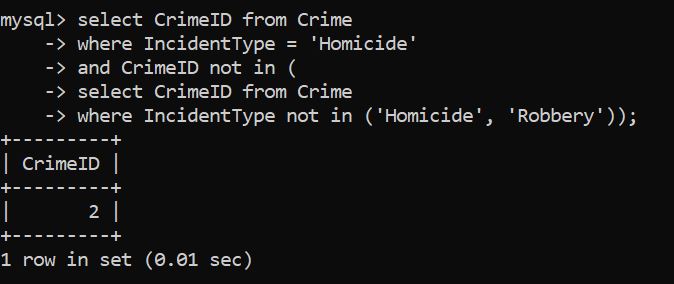 mysql> select CrimeID from Crime
    -> where IncidentType = 'Homicide'
    -> and CrimeID not in (
    -> select CrimeID from Crime
    -> where IncidentType not in ('Homicide', 'Robbery'));
+---------+
| CrimeID |
+---------+
|       2 |
+---------+
1 row in set (0.01 sec)